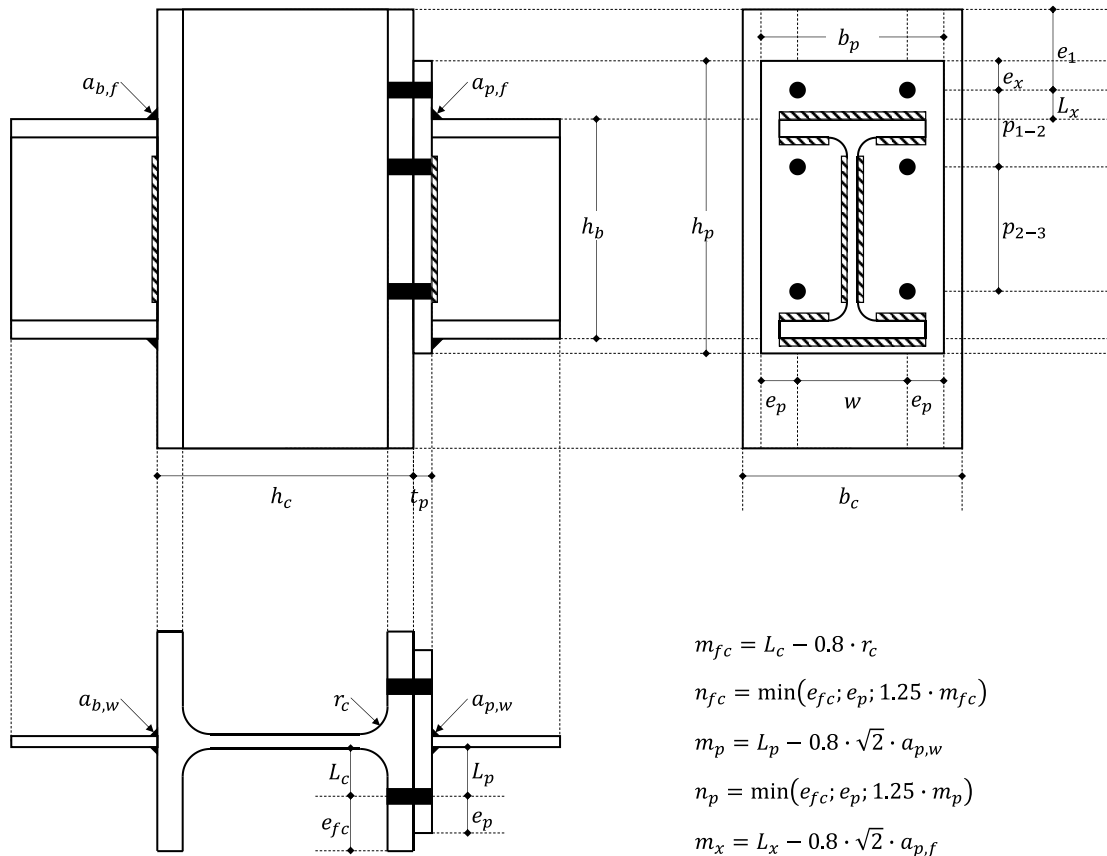 b_p
e_1
a_{b,f}
a_{p,f}
e_x
L_x
p_{1−2}
h_b
h_p
p_{2−3}
e_p
w
e_p
h_c
t_p
b_c
m_{fc} = L_c − 0.8 · r_c
a_{b,w}
r_c
a_{p,w}
n_{fc} = min(e_{fc}; e_p; 1.25 · m_{fc})
m_p = L_p − 0.8 · √2 · a_{p,w}
L_c
L_p
n_p = min(e_{fc}; e_p; 1.25 · m_p)
e_{fc}
e_p
m_x = L_x − 0.8 · √2 · a_{p,f}